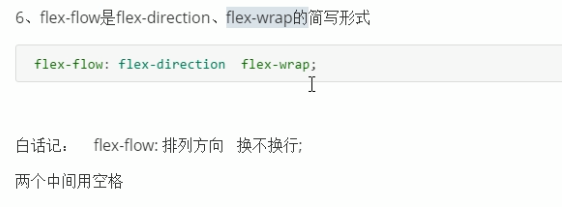 6、flex-flow是flex-direction、flex-wrap的简写形式
flex-flow: flex-direction  flex-wrap;
白话记： flex-flow: 排列方向 换不换行;
两个中间用空格